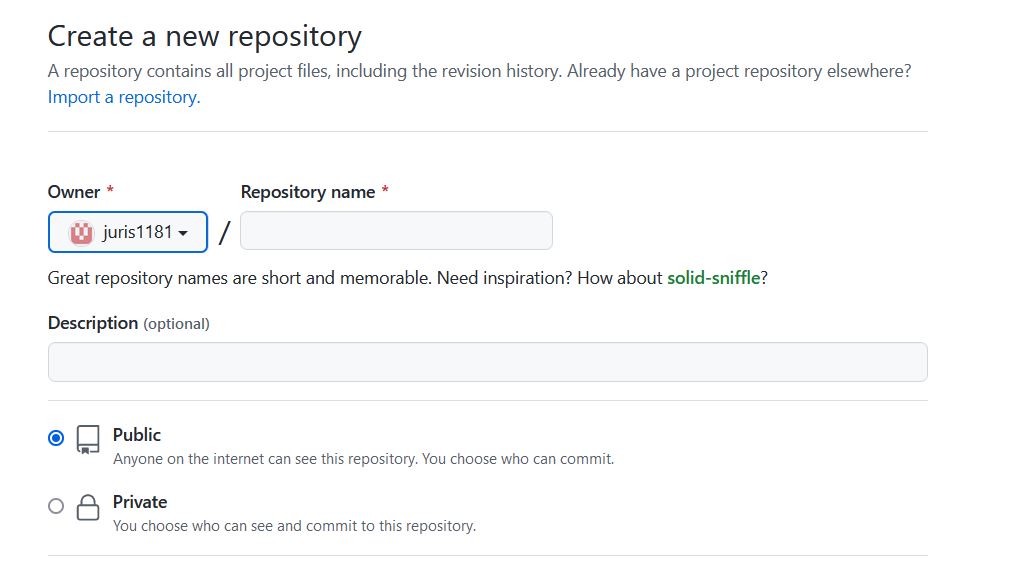 Create a new repository
A repository contains all project files, including the revision history. Already have a project repository elsewhere?
Import a repository.
Owner *
Repository name *
juris1181 /
Great repository names are short and memorable. Need inspiration? How about solid-sniffle?
Description (optional)
Public
Anyone on the internet can see this repository. You choose who can commit.
Private
You choose who can see and commit to this repository.